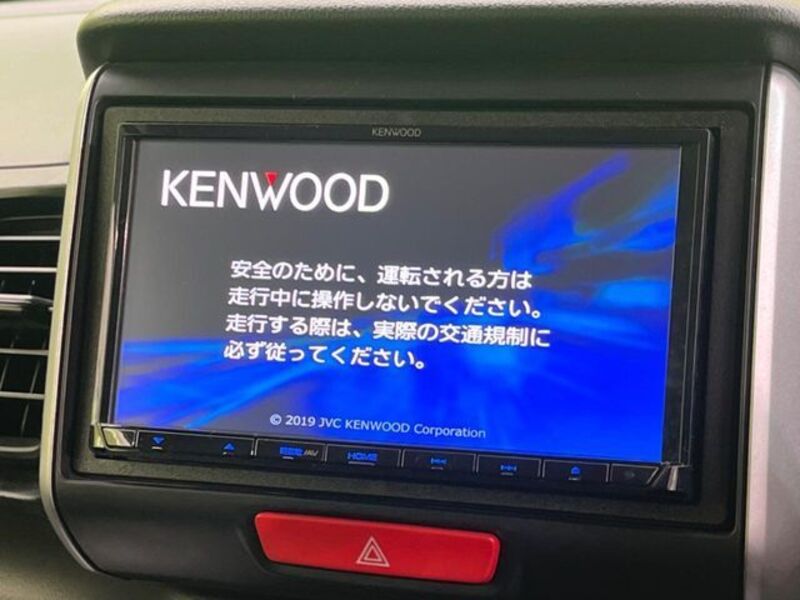 KENWOOD
KENWOOD
安全のために、運転される方は
走行中に操作しないでください。
走行する際は、実際の交通規制に
必ず従ってください。
© 2019 JVC KENWOOD Corporation
HOME